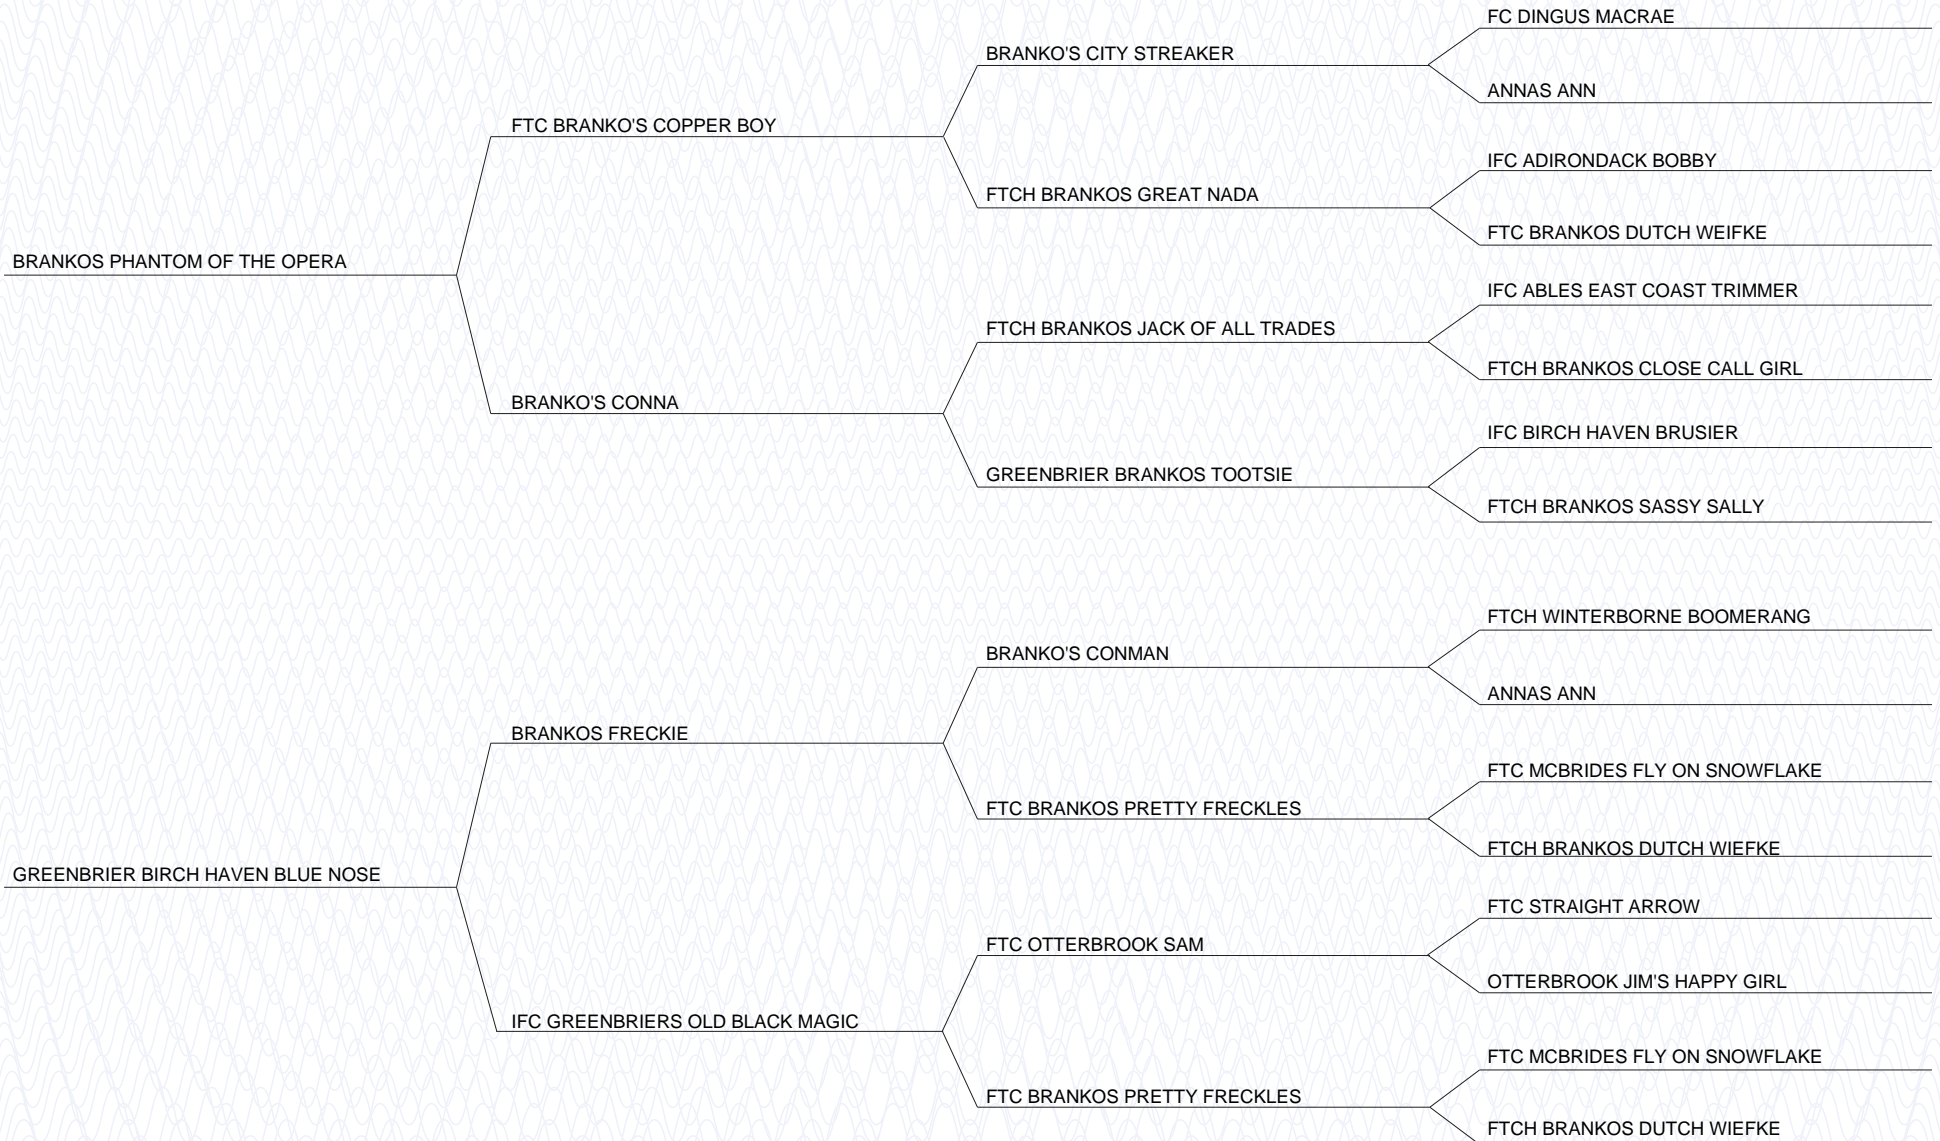 FC DINGUS MACRAE
BRANKO'S CITY STREAKER
ANNAS ANN
FTC BRANKO'S COPPER BOY
IFC ADIRONDACK BOBBY
FTCH BRANKOS GREAT NADA
FTC BRANKOS DUTCH WEIFKE
BRANKOS PHANTOM OF THE OPERA
IFC ABLES EAST COAST TRIMMER
FTCH BRANKOS JACK OF ALL TRADES
FTCH BRANKOS CLOSE CALL GIRL
BRANKO'S CONNA
IFC BIRCH HAVEN BRUSIER
GREENBRIER BRANKOS TOOTSIE
FTCH BRANKOS SASSY SALLY
FTCH WINTERBORNE BOOMERANG
BRANKO'S CONMAN
ANNAS ANN
BRANKOS FRECKIE
FTC MCBRIDES FLY ON SNOWFLAKE
FTC BRANKOS PRETTY FRECKLES
FTCH BRANKOS DUTCH WIEFKE
GREENBRIER BIRCH HAVEN BLUE NOSE
FTC STRAIGHT ARROW
FTC OTTERBROOK SAM
OTTERBROOK JIM'S HAPPY GIRL
IFC GREENBRIERS OLD BLACK MAGIC
FTC MCBRIDES FLY ON SNOWFLAKE
FTC BRANKOS PRETTY FRECKLES
FTCH BRANKOS DUTCH WIEFKE